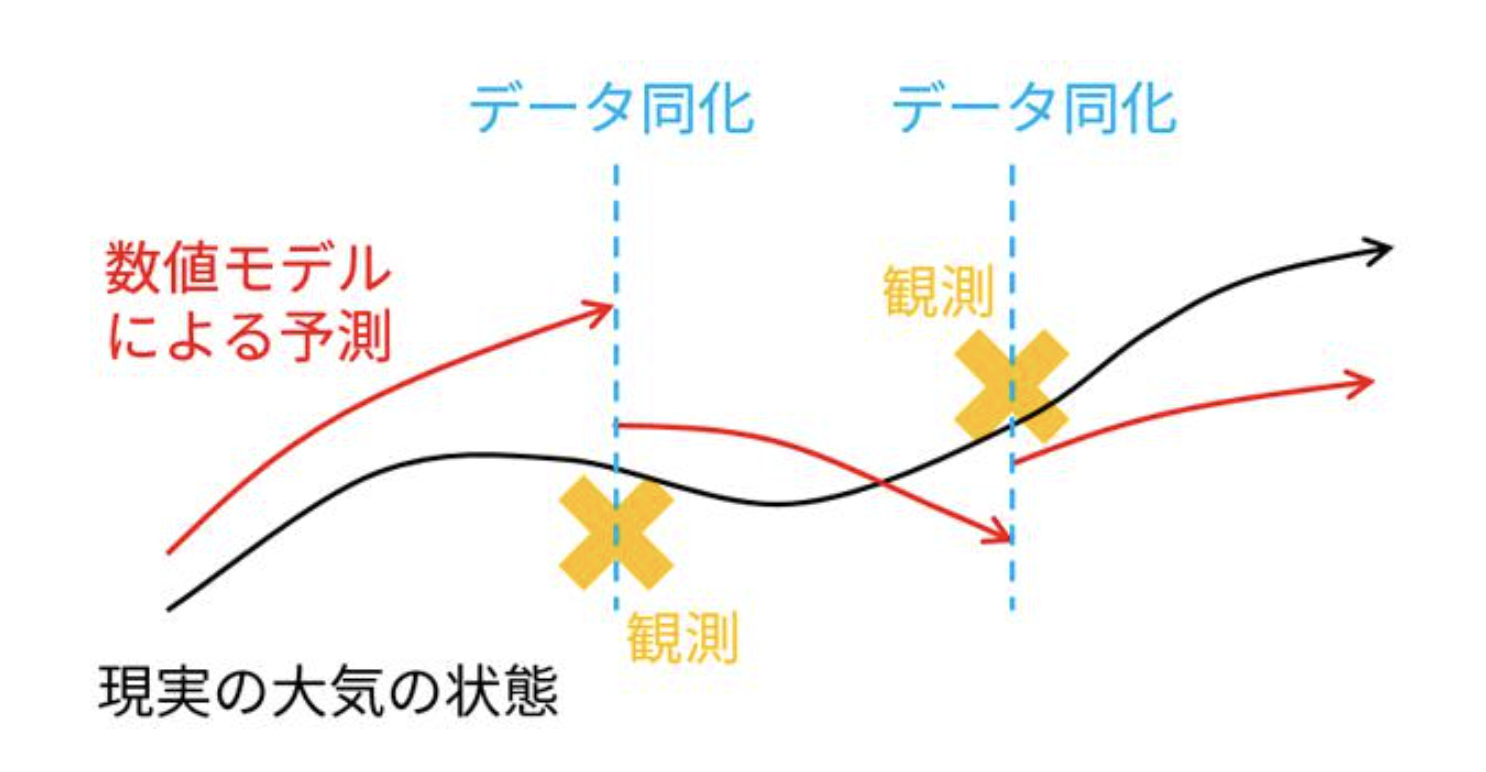 データ同化
データ同化
数値モデル
による予測
観測
観測
現実の大気の状態